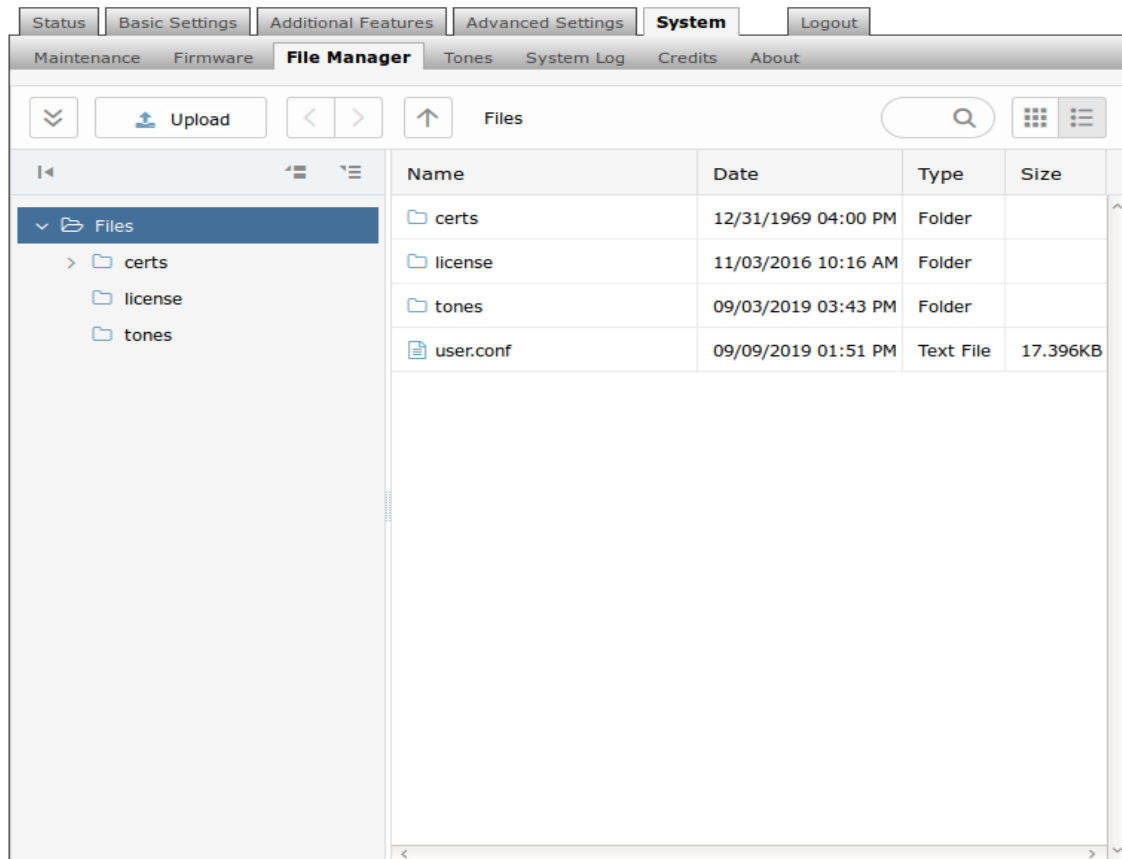 Status Basic Settings Additional Features Advanced Settings System Logout
Maintenance Firmware File Manager Tones System Log Credits About
Upload Files
Name Date Type Size
Files
certs
license
tones
certs 12/31/1969 04:00 PM Folder
license 11/03/2016 10:16 AM Folder
tones 09/03/2019 03:43 PM Folder
user.conf 09/09/2019 01:51 PM Text File 17.396KB